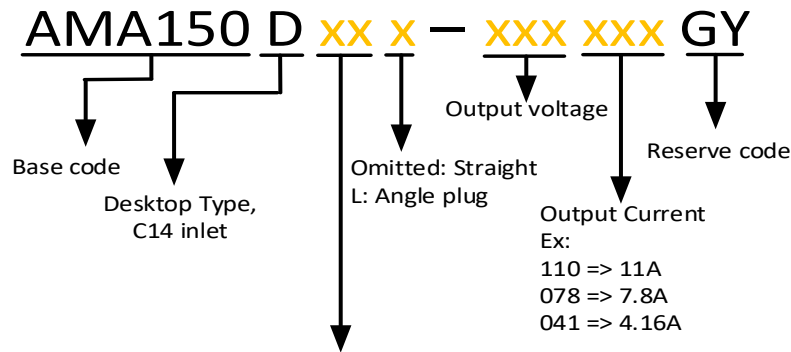 AMA150 D xx x – xxx xxx GY
Output voltage
Base code
Omitted: Straight
L: Angle plug
Reserve code
Desktop Type,
C14 inlet
Output Current
Ex:
110 => 11A
078 => 7.8A
041 => 4.16A